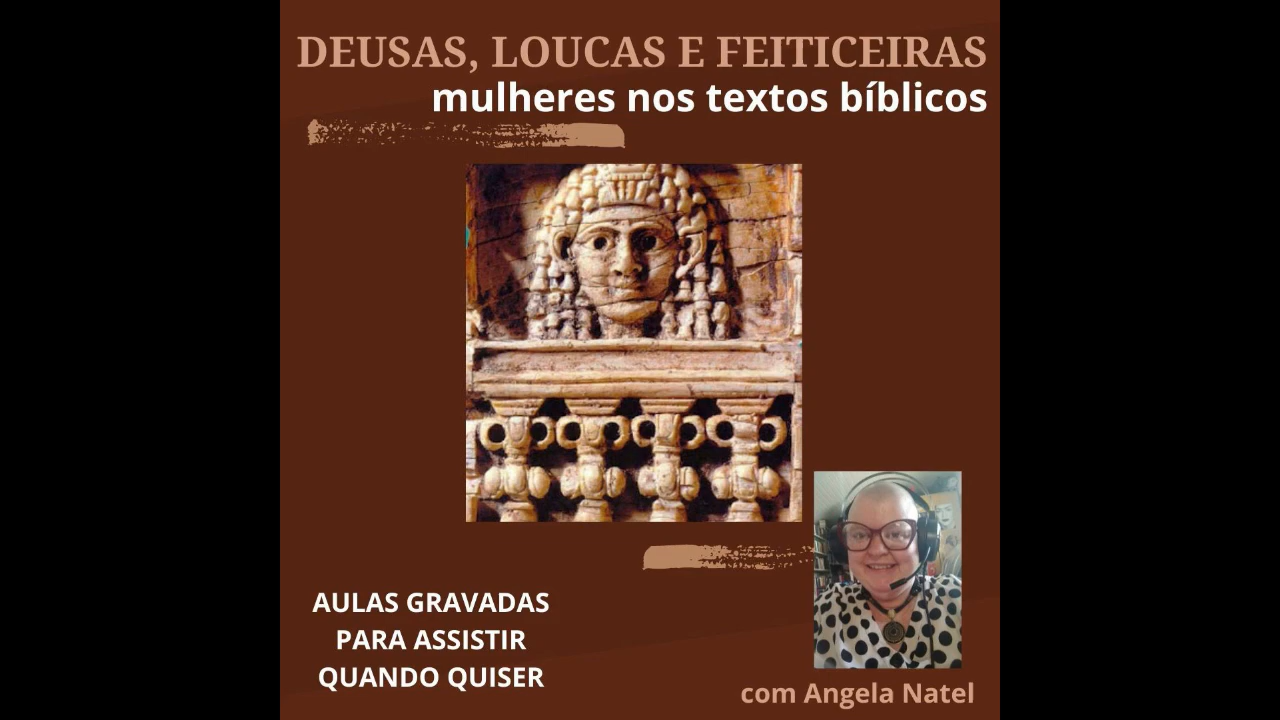 DEUSAS, LOUCAS E FEITICEIRAS
mulheres nos textos bíblicos
AULAS GRAVADAS
PARA ASSISTIR
QUANDO QUISER
com Angela Natel